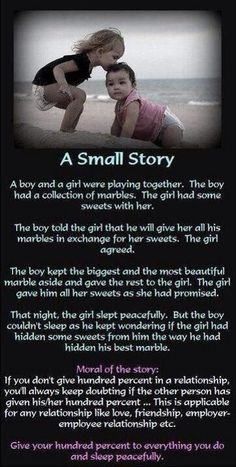 A Small Story
A boy and a girl were playing together. The boy
had a collection of marbles. The girl had some
sweets with her.
The boy told the girl that he will give her all his
marbles in exchange for her sweets. The girl
agreed.
The boy kept the biggest and the most beautiful
marble aside and gave the rest to the girl. The girl
gave him all her sweets as she had promised.
That night, the girl slept peacefully. But the boy
couldn't sleep as he kept wondering if the girl had
hidden some sweets from him the way he had
hidden his best marble.
Moral of the story:
If you don't give hundred percent in a relationship,
you'll always keep doubting if the other person has
given his/her hundred percent ... This is applicable
for any relationship like love, friendship, employer-
employee relationship etc.
Give your hundred percent to everything you do
and sleep peacefully.